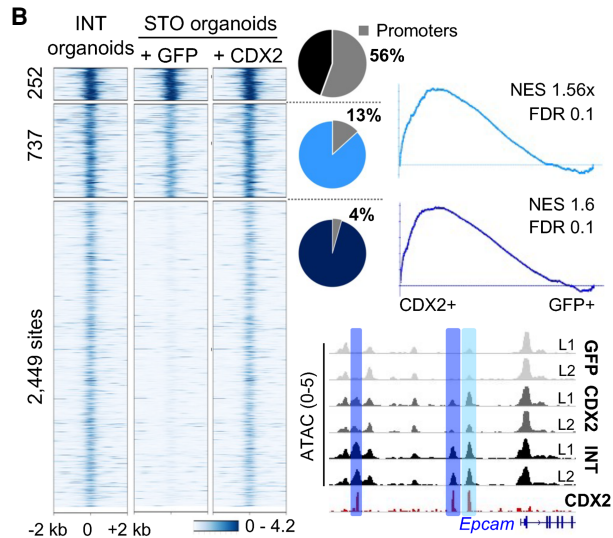 B
INT organoids
STO organoids
+ GFP
+ CDX2
Promoters
252
56%
737
13%
NES 1.56x
FDR 0.1
2,449 sites
4%
NES 1.6
FDR 0.1
CDX2+
GFP+
ATAC (0-5)
L1
L2
GFP
L1
L2
CDX2
L1
L2
INT
CDX2
Epcam
-2 kb
0
+2 kb
0 - 4.2